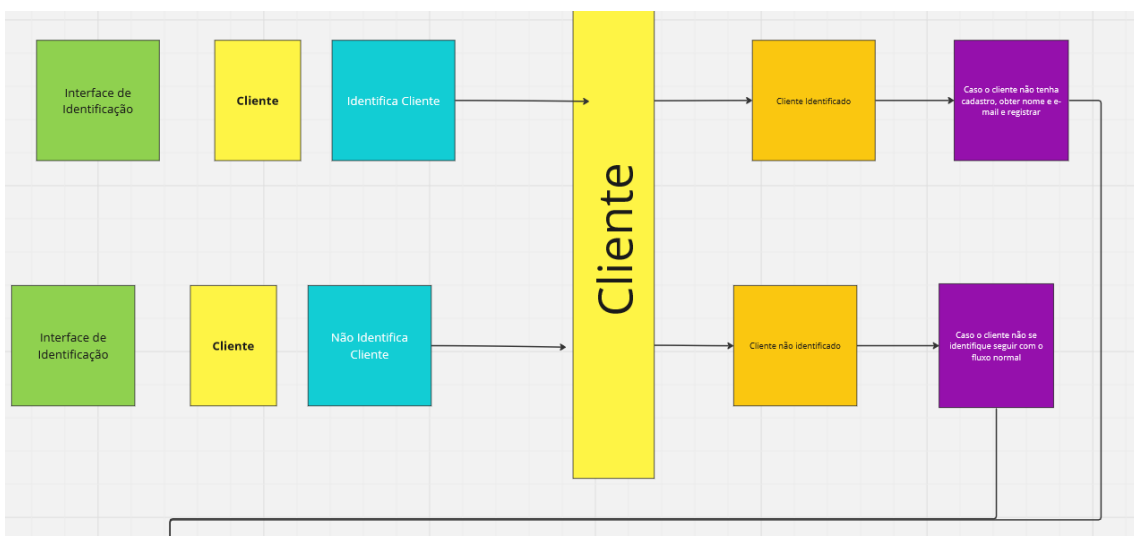 Interface de
Identificação
Cliente
Identifica Cliente
Cliente
Cliente Identificado
Caso o cliente não tenha
cadastro, obter nome e e-
mail e registrar
Interface de
Identificação
Cliente
Não Identifica
Cliente
Cliente não identificado
Caso o cliente não se
identifique seguir com o
fluxo normal